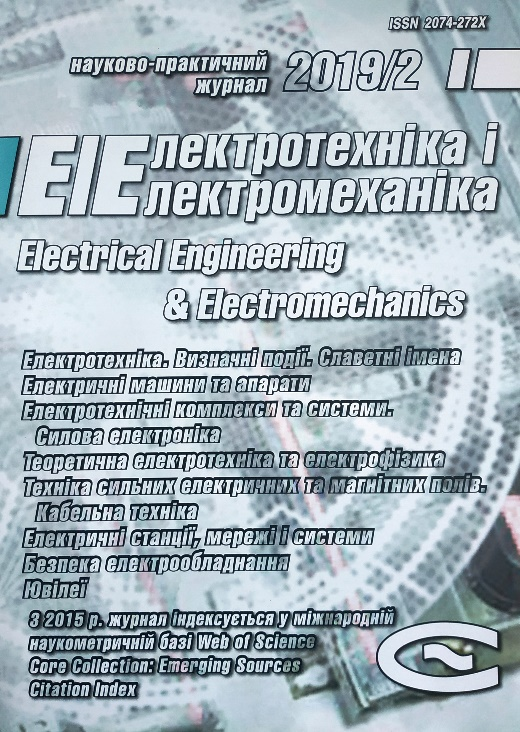 ISSN 2074-272X
науково-практичний
журнал 2019/2
ЕІЕлектротехніка і
лектромеханіка
Electrical Engineering
& Electromechanics
Електротехніка. Визначні події. Славетні імена
Електричні машини та апарати
Електротехнічні комплекси та системи.
Силова електроніка
Теоретична електротехніка та електрофізика
Техніка сильних електричних та магнітних полів.
Кабельна техніка
Електричні станції, мережі і системи
Безпека електрообладнання
Ювілеї
З 2015 р. журнал індексується у міжнародній
наукометричній базі Web of Science
Core Collection: Emerging Sources
Citation Index